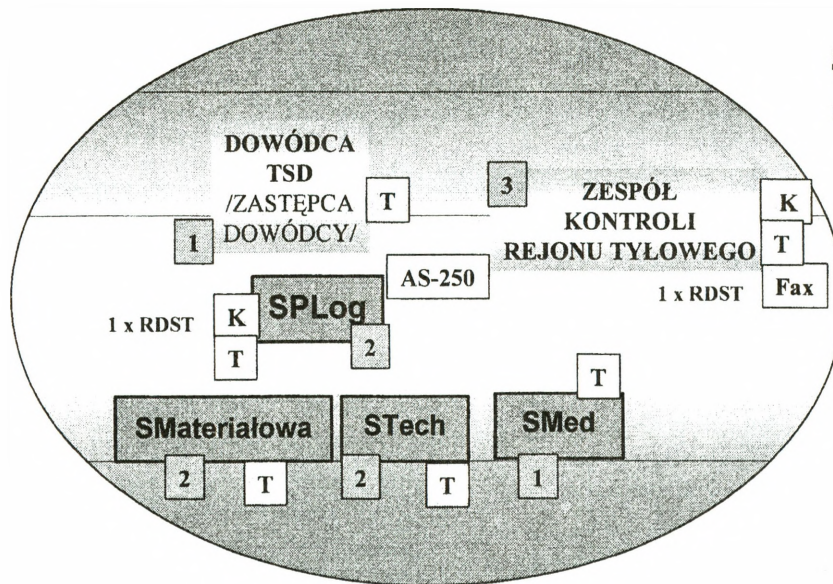 DOWÓDCA
TSD
/ZASTĘPCA
DOWÓDCY/
T
1
3
ZESPÓŁ
KONTROLI
REJONU TYŁOWEGO
K
T
Fax
1 x RDST
AS-250
SPLog
1 x RDST
K
T
2
SMateriałowa
2
T
STech
2
T
T
SMed
1